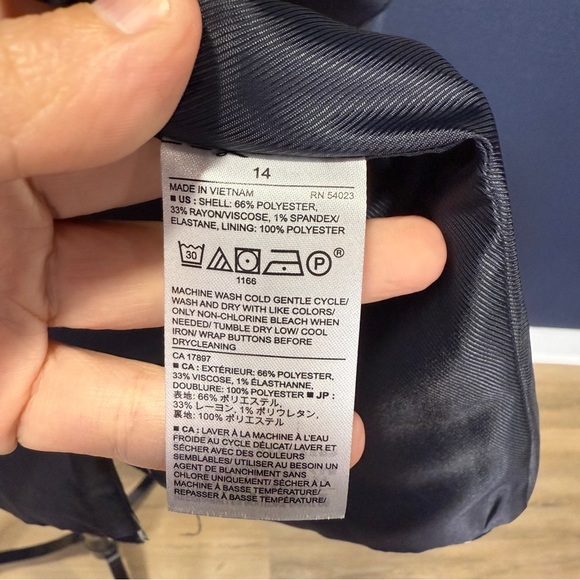 14
MADE IN VIETNAM RN 54023
■ US : SHELL: 66% POLYESTER,
33% RAYON/VISCOSE, 1% SPANDEX/
ELASTANE, LINING: 100% POLYESTER
30 P ®
1166
MACHINE WASH COLD GENTLE CYCLE/
WASH AND DRY WITH LIKE COLORS/
ONLY NON-CHLORINE BLEACH WHEN
NEEDED/ TUMBLE DRY LOW/ COOL
IRON/ WRAP BUTTONS BEFORE
DRYCLEANING
CA 17897
■ CA : EXTÉRIEUR: 66% POLYESTER,
33% VISCOSE, 1% ÉLASTHANNE,
DOUBLURE: 100% POLYESTER ■ JP :
表地: 66% ポリエステル,
33% レーヨン, 1% ポリウレタン,
裏地: 100% ポリエステル
■ CA : LAVER À LA MACHINE À L'EAU
FROIDE AU CYCLE DÉLICAT/ LAVER ET
SÉCHER AVEC DES COULEURS
SEMBLABLES/ UTILISER AU BESOIN UN
AGENT DE BLANCHIMENT SANS
CHLORE UNIQUEMENT/ SÉCHER À LA
MACHINE À BASSE TEMPÉRATURE/
REPASSER À BASSE TEMPÉRATURE/